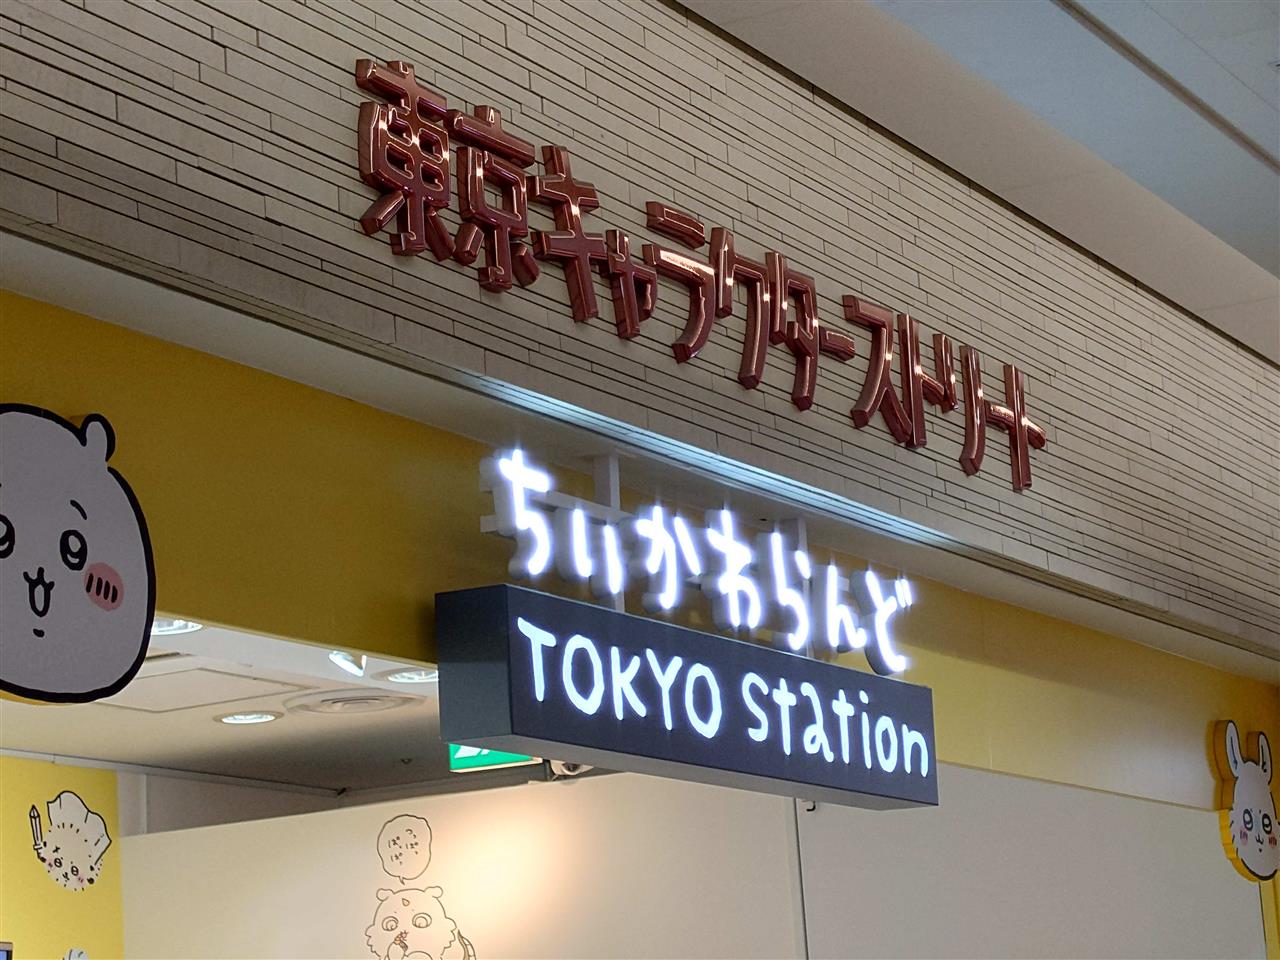 東京キャラクターストリート
ちいかわらんど
TOKYO Station